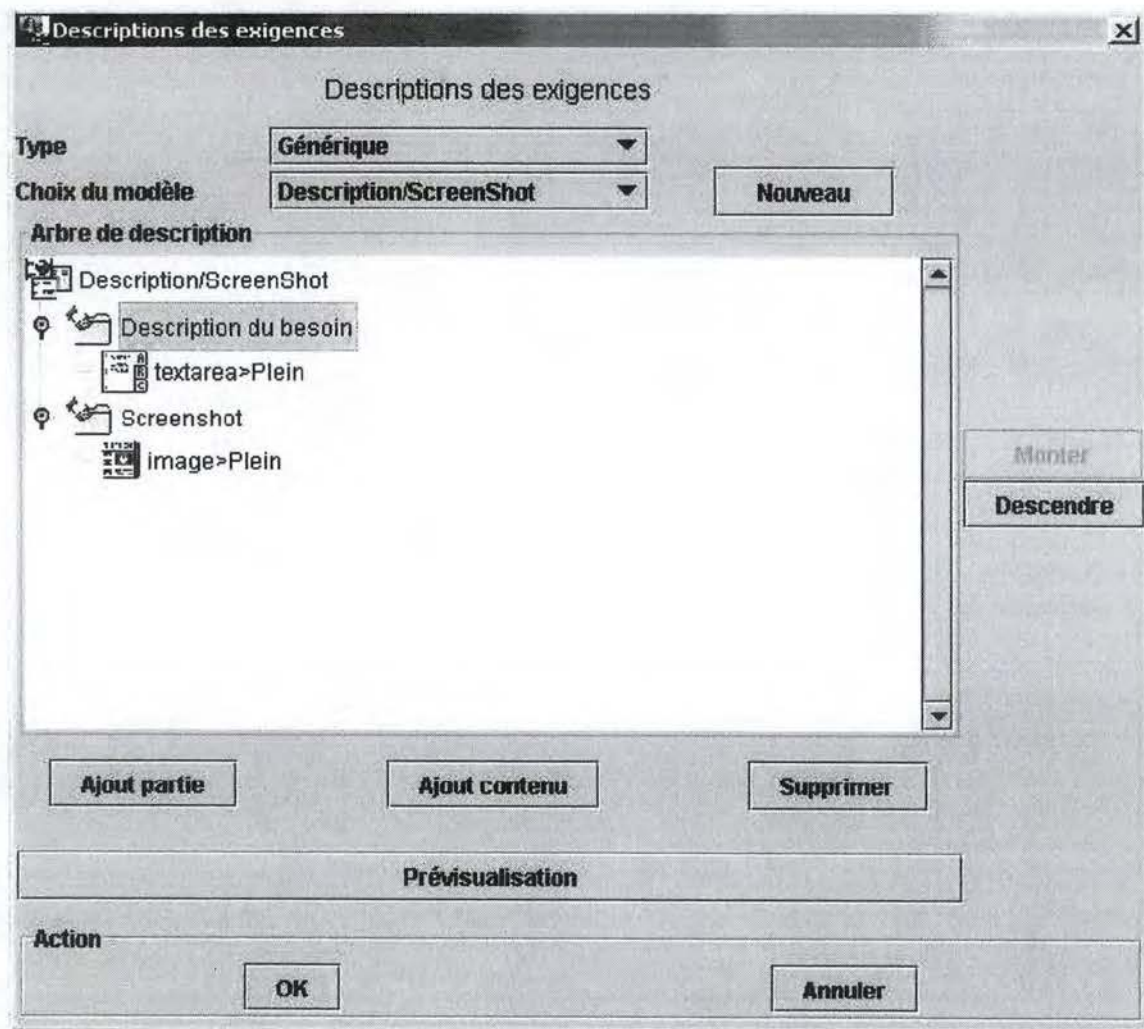 Descriptions des exigences
Descriptions des exigences
Type
Générique
Choix du modèle
Description/ScreenShot
Nouveau
Arbre de description
Description/ScreenShot
Description du besoin
textarea>Plein
Screenshot
image>Plein
Monter
Descendre
Ajout partie
Ajout contenu
Supprimer
Prévisualisation
Action
OK
Annuler